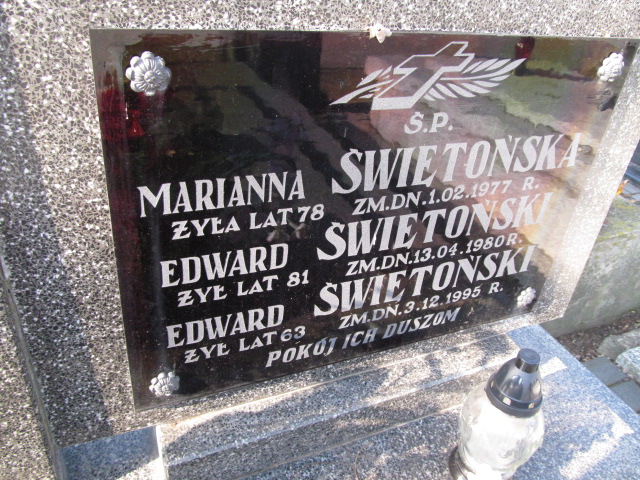 Ś.P.
MARIANNA ŚWIĘTOŃSKA
ŻYŁA LAT 78 ZM.DN.1.02.1977 R.
EDWARD ŚWIĘTOŃSKI
ŻYŁ LAT 81 ZM.DN.13.04.1980 R.
EDWARD ŚWIĘTOŃSKI
ŻYŁ LAT 63 ZM.DN.3.12.1995 R.
POKÓJ ICH DUSZOM